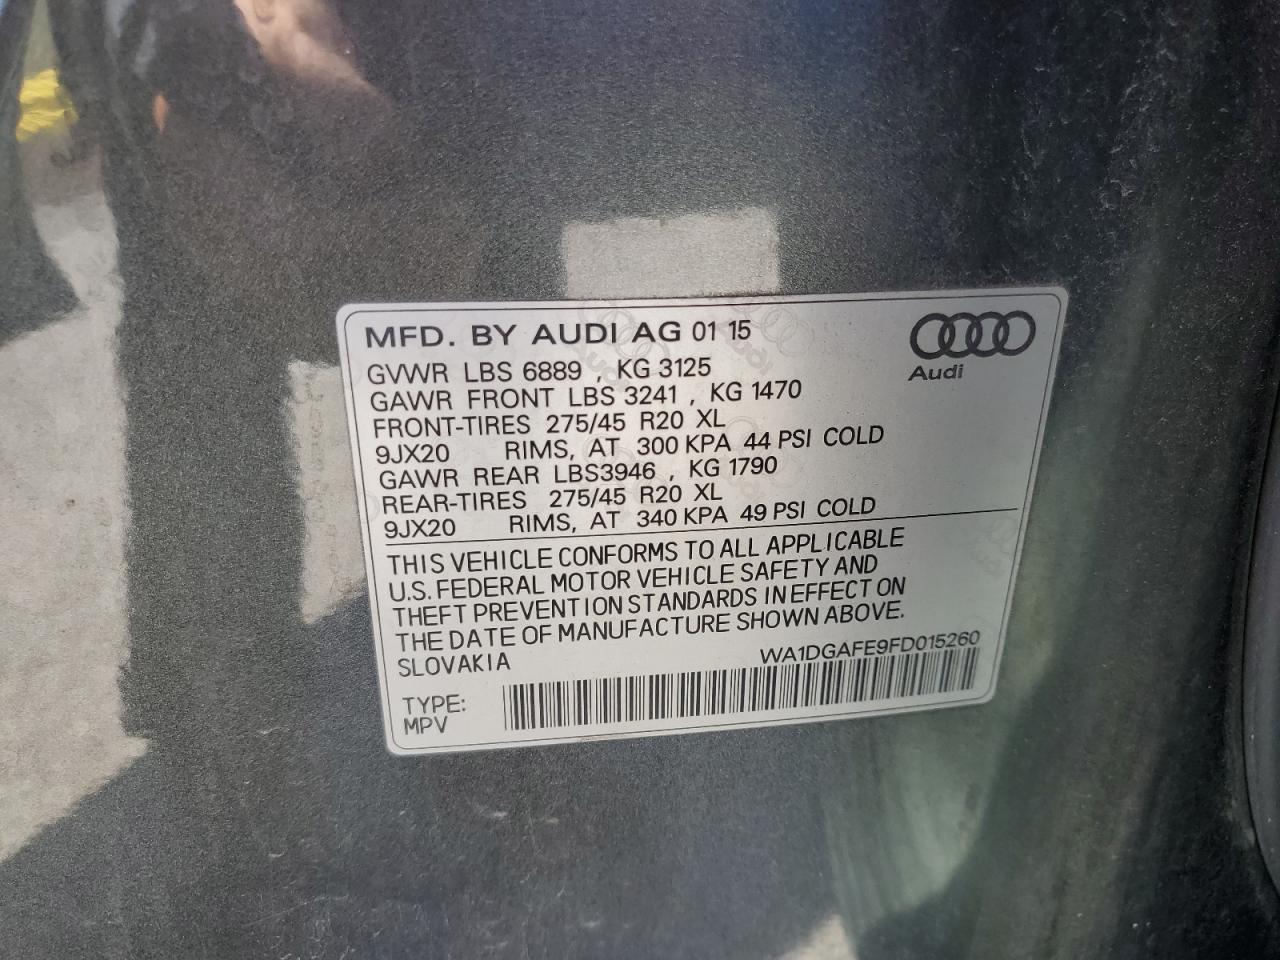 MFD. BY AUDI AG 01 15
Audi
GVWR LBS 6889 , KG 3125
GAWR FRONT LBS 3241 , KG 1470
FRONT-TIRES 275/45 R20 XL
9JX20 RIMS, AT 300 KPA 44 PSI COLD
GAWR REAR LBS3946 , KG 1790
REAR-TIRES 275/45 R20 XL
9JX20 RIMS, AT 340 KPA 49 PSI COLD
THIS VEHICLE CONFORMS TO ALL APPLICABLE
U.S. FEDERAL MOTOR VEHICLE SAFETY AND
THEFT PREVENTION STANDARDS IN EFFECT ON
THE DATE OF MANUFACTURE SHOWN ABOVE.
SLOVAKIA
WA1DGAFE9FD015260
TYPE:
MPV